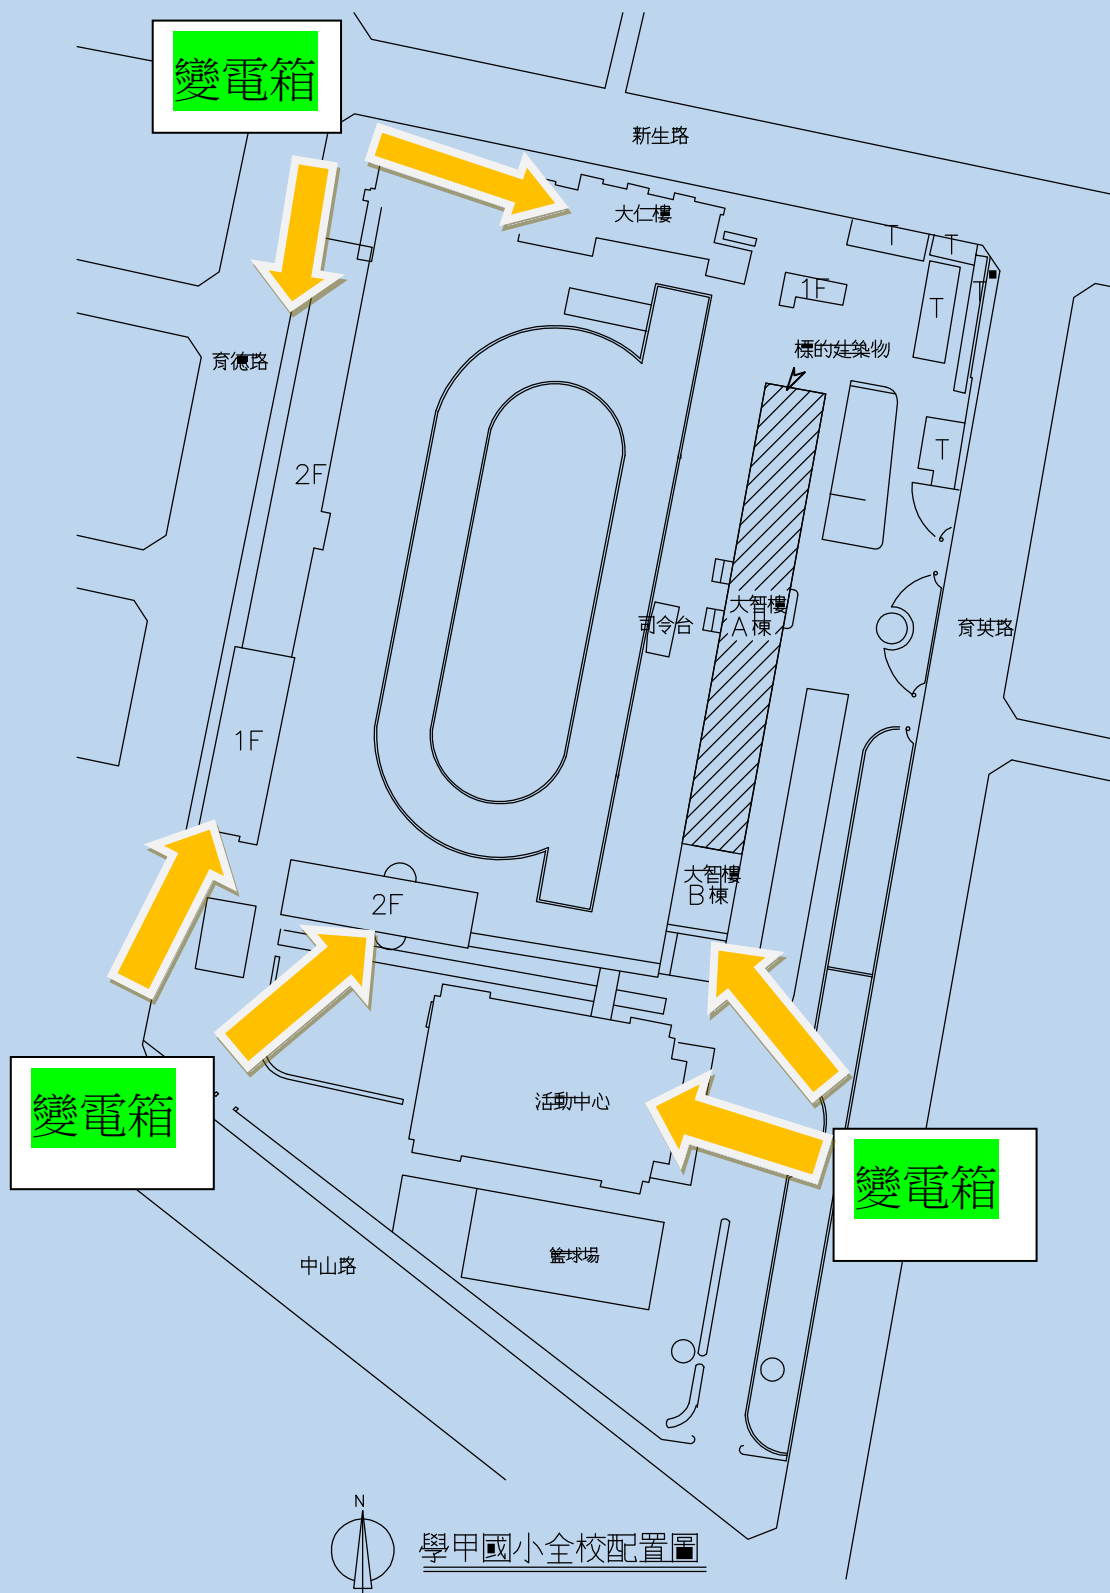 變電箱
新生路
大仁樓
T
T
T
1F
T
標的建築物
育德路
T
2F
大智樓
A棟
司令台
育英路
1F
大智樓
B棟
2F
變電箱
活動中心
變電箱
籃球場
中山路
N
學甲國小全校配置圖